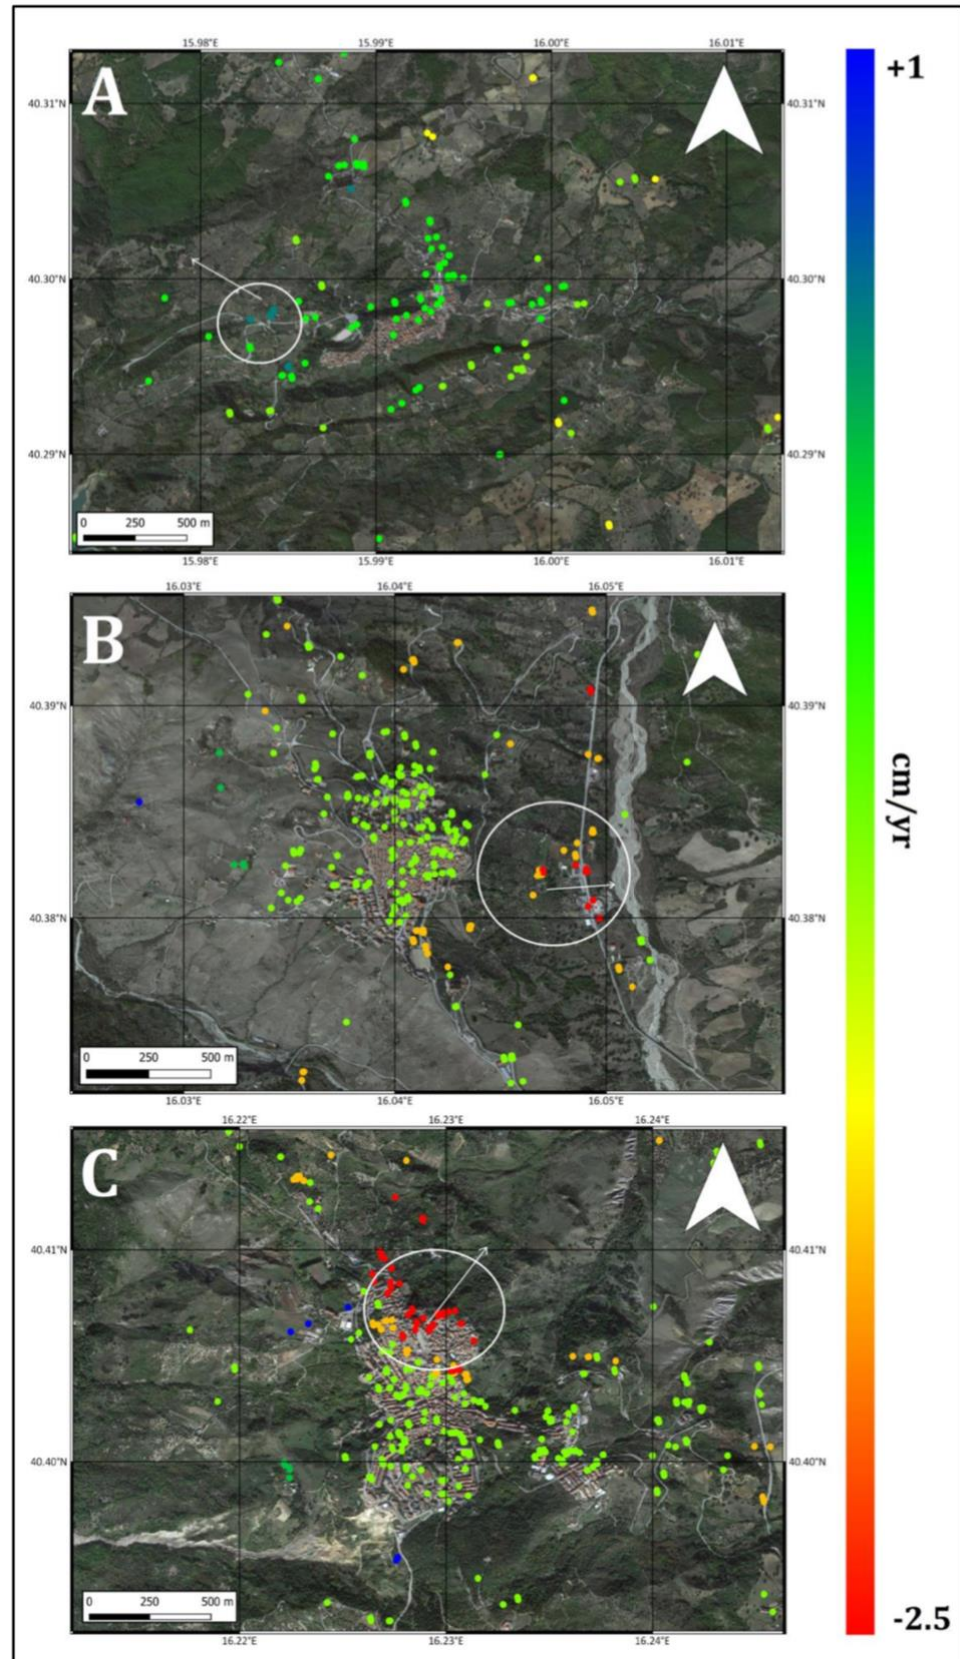 15.98°E 15.99°E 16.00°E 16.01°E
A
+1
40.31°N 40.31°N
40.30°N 40.30°N
40.29°N 40.29°N
0 250 500 m
15.98°E 15.99°E 16.00°E 16.01°E
16.03°E 16.04°E 16.05°E
B
40.39°N 40.39°N
cm/yr
40.38°N 40.38°N
0 250 500 m
16.03°E 16.04°E 16.05°E
16.22°E 16.23°E 16.24°E
C
40.41°N 40.41°N
40.40°N 40.40°N
0 250 500 m
-2.5
16.22°E 16.23°E 16.24°E